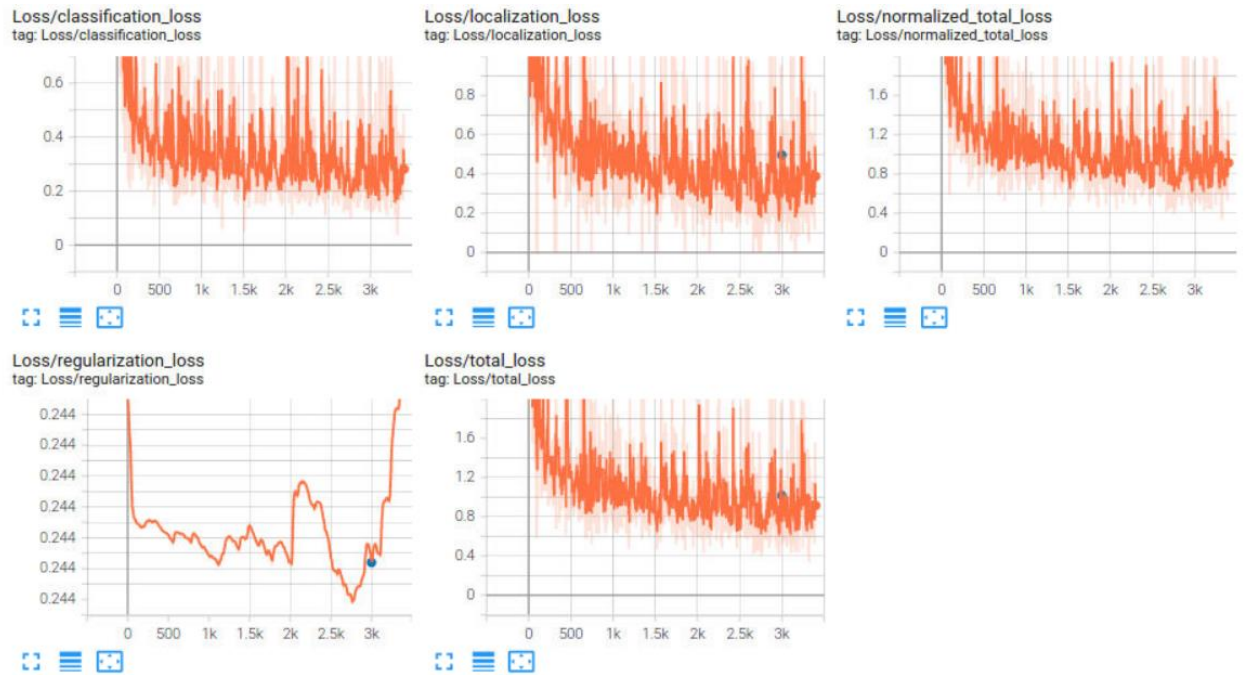 Loss/classification_loss
tag: Loss/classification_loss
0.6
0.4
0.2
0
0 500 1k 1.5k 2k 2.5k 3k
Loss/localization_loss
tag: Loss/localization_loss
0.8
0.6
0.4
0.2
0
0 500 1k 1.5k 2k 2.5k 3k
Loss/normalized_total_loss
tag: Loss/normalized_total_loss
1.6
1.2
0.8
0.4
0
0 500 1k 1.5k 2k 2.5k 3k
Loss/regularization_loss
tag: Loss/regularization_loss
0.244
0.244
0.244
0.244
0.244
0.244
0.244
0 500 1k 1.5k 2k 2.5k 3k
Loss/total_loss
tag: Loss/total_loss
1.6
1.2
0.8
0.4
0
0 500 1k 1.5k 2k 2.5k 3k